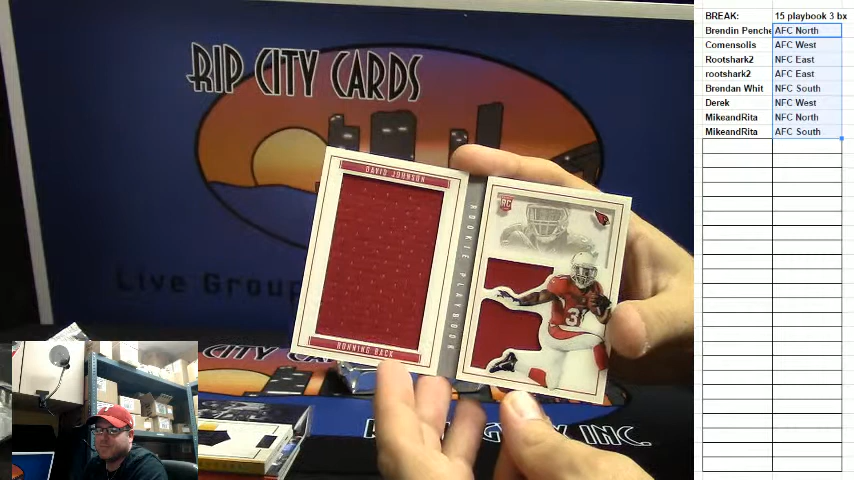 RIP CITY CARDS
Live Group
DAVID JOHNSON
RC
ROOKIE PLAYBOOK
RUNNING BACK
INC.
BREAK: 15 playbook 3 bx
Brendin Penche AFC North
Comensolis AFC West
Rootshark2 NFC East
rootshark2 AFC East
Brendan Whit NFC South
Derek NFC West
MikeandRita NFC North
MikeandRita AFC South